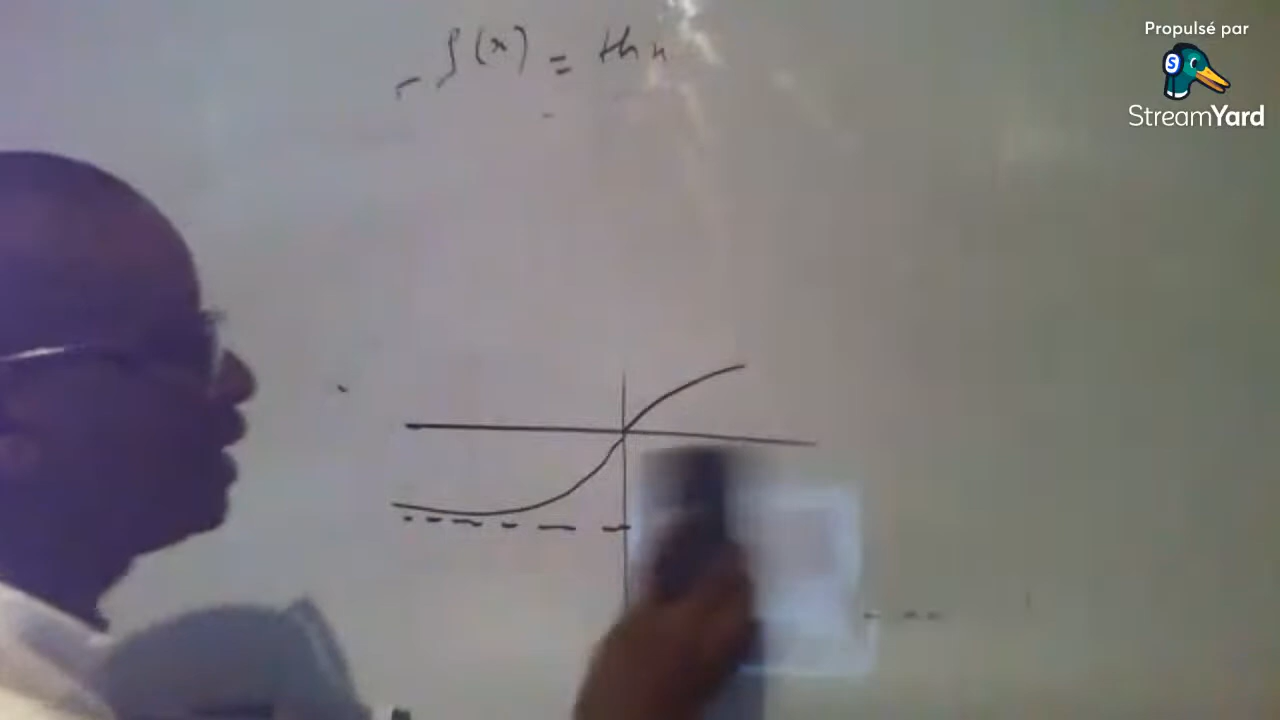 Propulsé par
StreamYard
- f(x) = th x